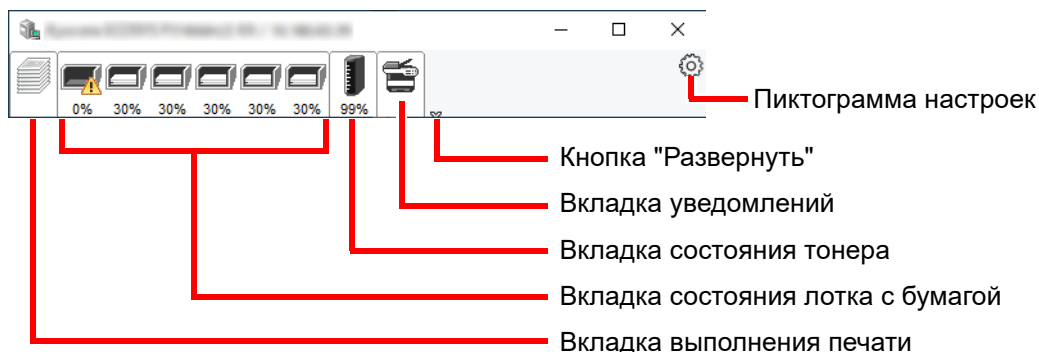 0% 30% 30% 30% 30% 30% 99%
Пиктограмма настроек
Кнопка "Развернуть"
Вкладка уведомлений
Вкладка состояния тонера
Вкладка состояния лотка с бумагой
Вкладка выполнения печати